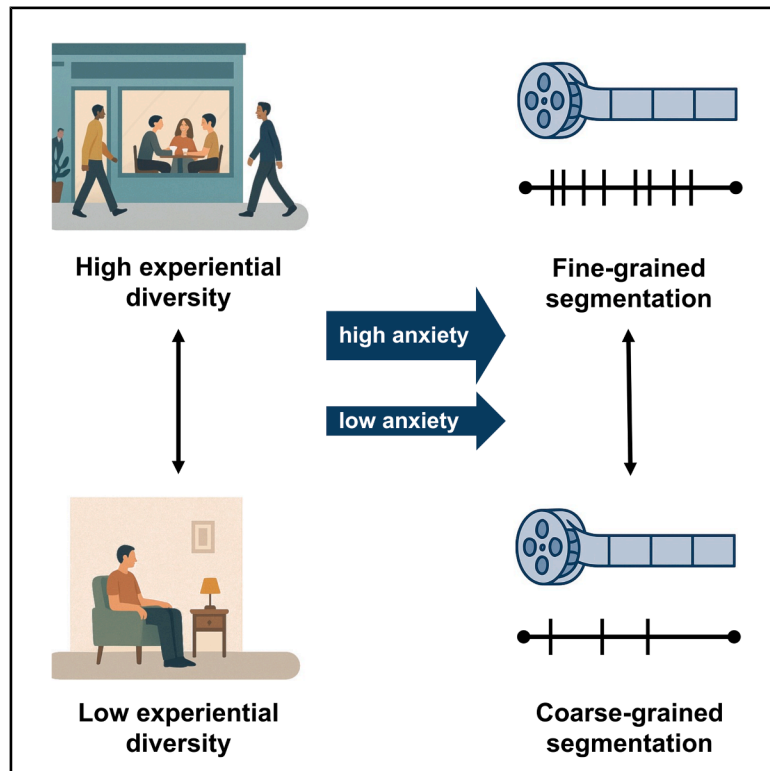 High experiential
diversity
Fine-grained
segmentation
high anxiety
low anxiety
Low experiential
diversity
Coarse-grained
segmentation